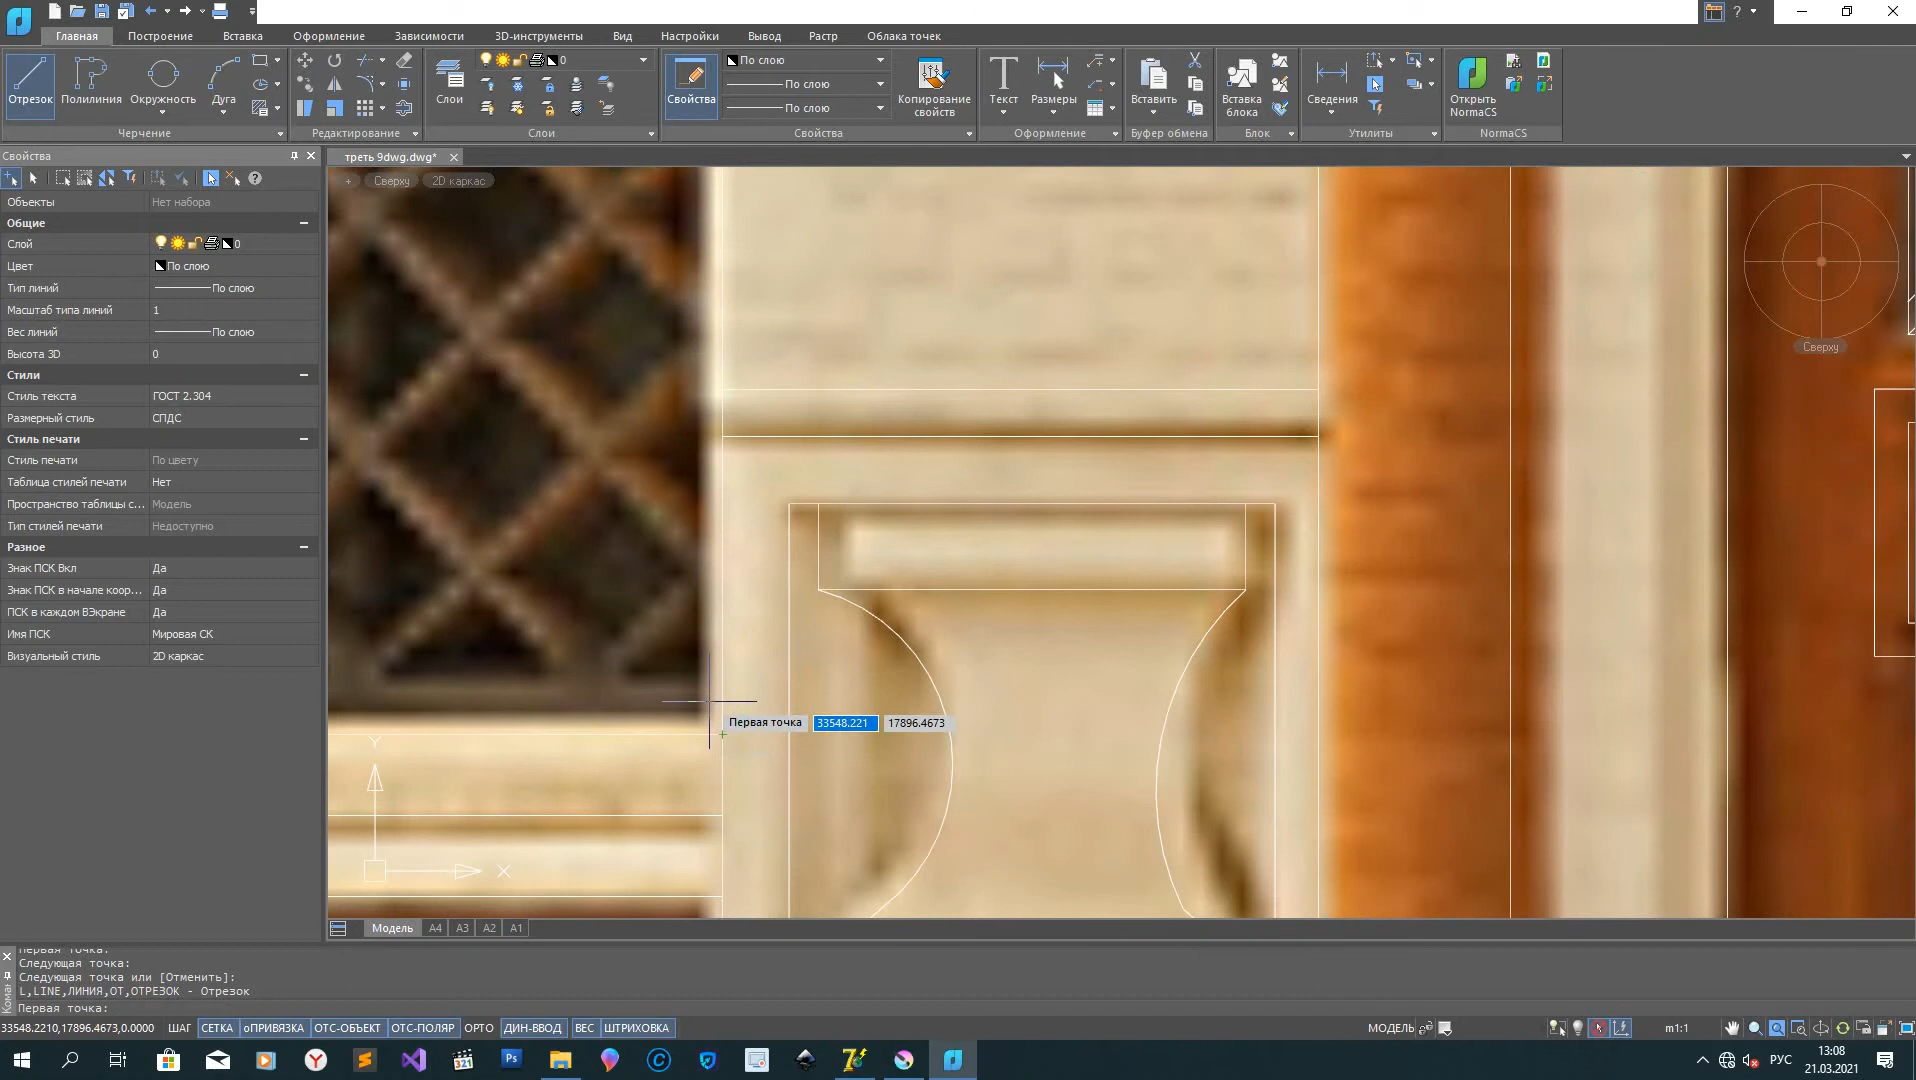 Главная Построение Вставка Оформление Зависимости 3D-инструменты Вид Настройки Вывод Растр Облака точек
0
По слою
По слою
По слою
Отрезок Полилиния Окружность Дуга Слои Свойства Копирование свойств Текст Размеры Вставить Вставка блока Сведения Открыть NormaCS
Черчение Редактирование Слои Свойства Оформление Буфер обмена Блок Утилиты NormaCS
Свойства
треть 9dwg.dwg*
+ Сверху 2D каркас
Объекты Нет набора
Общие
Слой 0
Цвет По слою
Тип линий По слою
Масштаб типа линий 1
Вес линий По слою
Высота 3D 0
Стили
Стиль текста ГОСТ 2.304
Размерный стиль СПДС
Стиль печати
Стиль печати По цвету
Таблица стилей печати Нет
Пространство таблицы с... Модель
Тип стилей печати Недоступно
Разное
Знак ПСК Вкл Да
Знак ПСК в начале коор... Да
ПСК в каждом ВЭкране Да
Имя ПСК Мировая СК
Визуальный стиль 2D каркас
Сверху
Первая точка 33548.221 17896.4673
Y
X
Модель A4 A3 A2 A1
Первая точка:
Следующая точка:
Следующая точка или [Отменить]:
L,LINE,ЛИНИЯ,ОТ,ОТРЕЗОК - Отрезок
Первая точка:
33548.2210,17896.4673,0.0000 ШАГ СЕТКА оПРИВЯЗКА ОТС-ОБЪЕКТ ОТС-ПОЛЯР ОРТО ДИН-ВВОД ВЕС ШТРИХОВКА МОДЕЛЬ m1:1
321 Ps РУС 13:08
21.03.2021